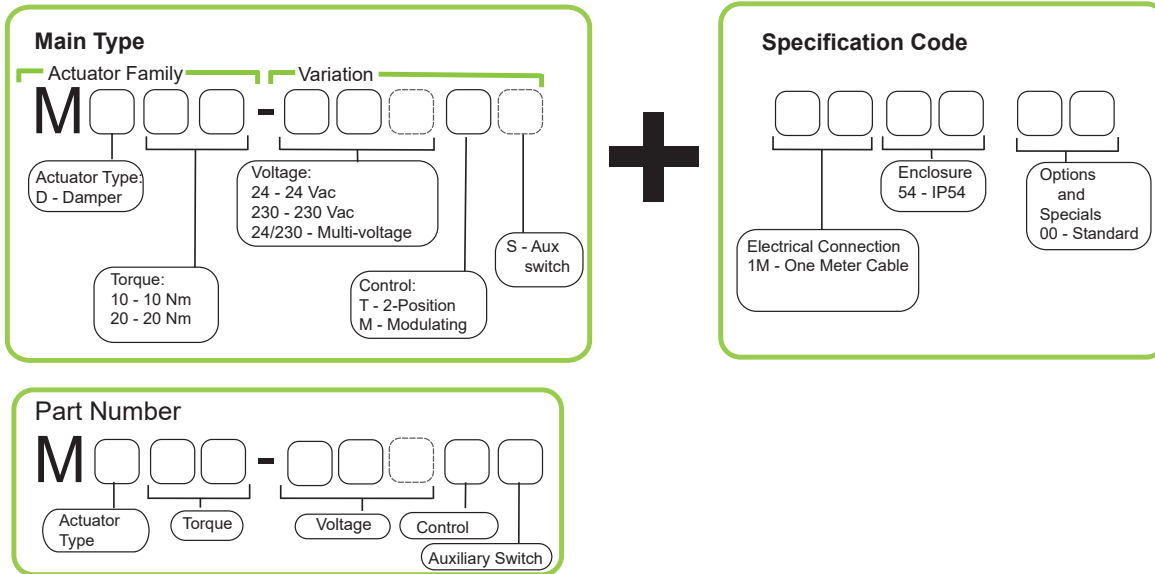 Main Type
Actuator Family
Variation
M -
Actuator Type:
D - Damper
Torque:
10 - 10 Nm
20 - 20 Nm
Voltage:
24 - 24 Vac
230 - 230 Vac
24/230 - Multi-voltage
Control:
T - 2-Position
M - Modulating
S - Aux
switch
+
Specification Code
Electrical Connection
1M - One Meter Cable
Enclosure
54 - IP54
Options
and
Specials
00 - Standard
Part Number
M -
Actuator
Type
Torque
Voltage
Control
Auxiliary Switch